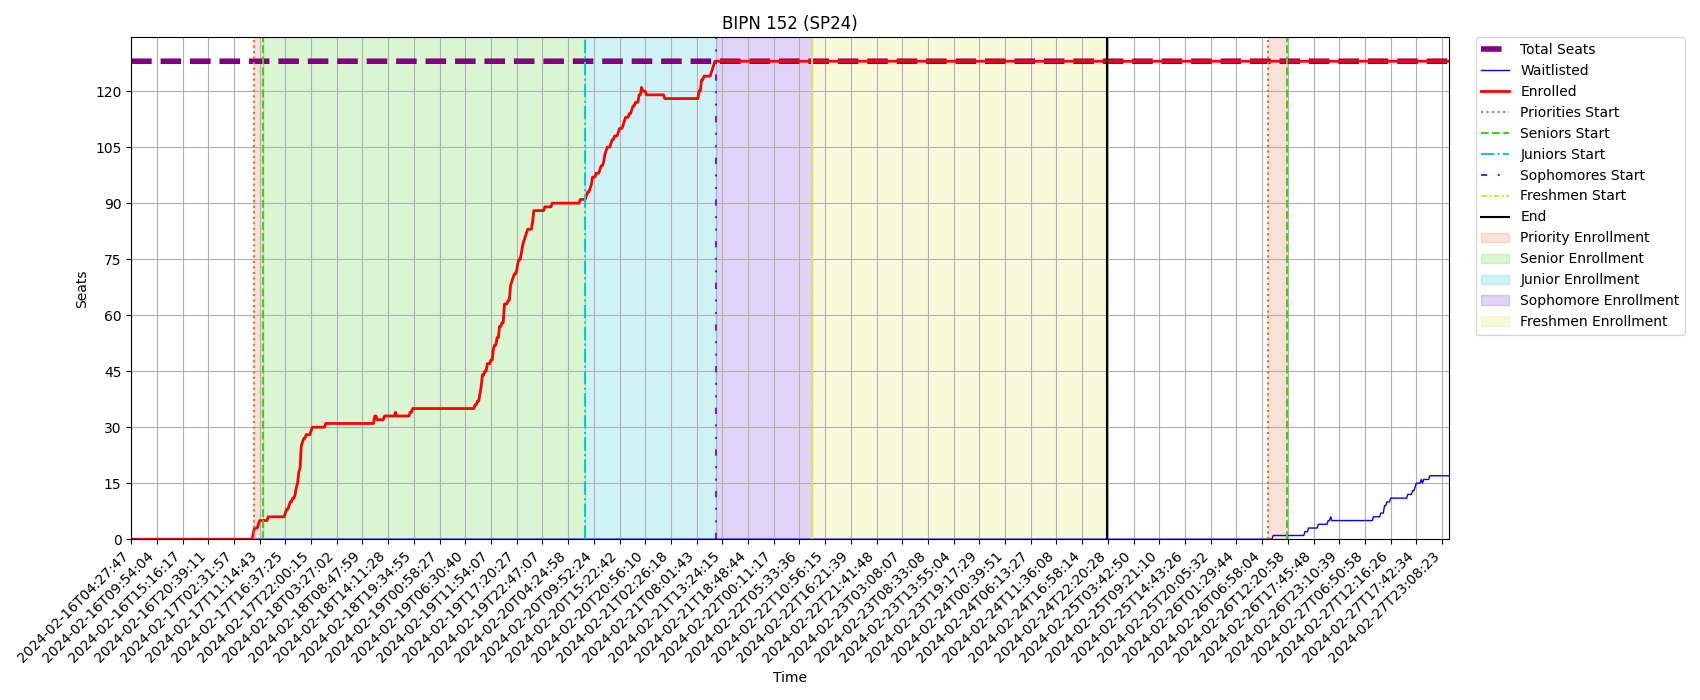 BIPN 152 (SP24)
Seats
120
105
90
75
60
45
30
15
0
2024-02-16T04:27:47
2024-02-16T09:54:04
2024-02-16T15:16:17
2024-02-16T20:39:11
2024-02-17T02:31:57
2024-02-17T11:14:43
2024-02-17T16:37:25
2024-02-17T22:00:15
2024-02-18T03:27:02
2024-02-18T08:47:59
2024-02-18T14:11:28
2024-02-18T19:34:55
2024-02-19T00:58:27
2024-02-19T06:30:40
2024-02-19T11:54:07
2024-02-19T17:20:27
2024-02-19T22:47:07
2024-02-20T04:24:58
2024-02-20T09:52:24
2024-02-20T15:22:42
2024-02-20T20:56:10
2024-02-21T02:26:18
2024-02-21T08:01:43
2024-02-21T13:24:15
2024-02-21T18:48:44
2024-02-22T00:11:17
2024-02-22T05:33:36
2024-02-22T10:56:15
2024-02-22T16:21:39
2024-02-22T21:41:48
2024-02-23T03:08:07
2024-02-23T08:33:08
2024-02-23T13:55:04
2024-02-23T19:17:29
2024-02-24T00:39:51
2024-02-24T06:13:27
2024-02-24T11:36:08
2024-02-24T16:58:14
2024-02-24T22:20:28
2024-02-25T03:42:50
2024-02-25T09:21:10
2024-02-25T14:43:26
2024-02-25T20:05:32
2024-02-26T01:29:44
2024-02-26T06:58:04
2024-02-26T12:20:58
2024-02-26T17:45:48
2024-02-26T23:10:39
2024-02-27T06:50:58
2024-02-27T12:16:26
2024-02-27T17:42:34
2024-02-27T23:08:23
Time
Total Seats
Waitlisted
Enrolled
Priorities Start
Seniors Start
Juniors Start
Sophomores Start
Freshmen Start
End
Priority Enrollment
Senior Enrollment
Junior Enrollment
Sophomore Enrollment
Freshmen Enrollment